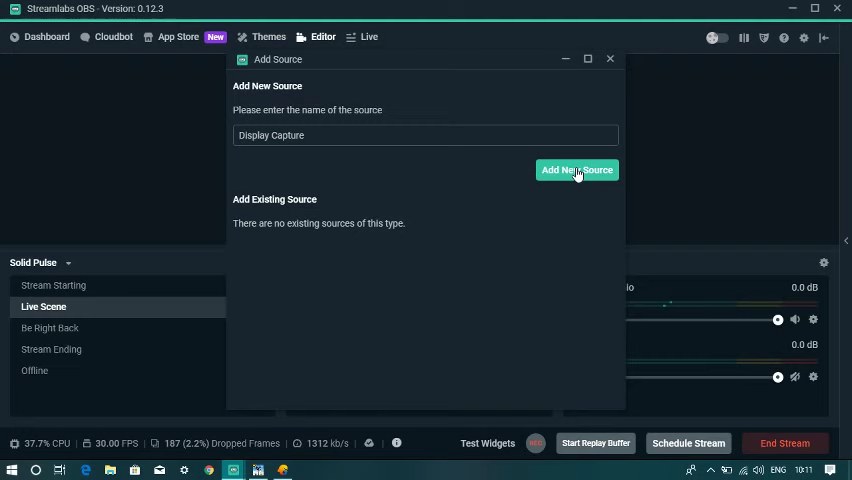 Streamlabs OBS - Version: 0.12.3
Dashboard Cloudbot App Store New Themes Editor Live
Add Source
Add New Source
Please enter the name of the source
Display Capture
Add New Source
Add Existing Source
There are no existing sources of this type.
Solid Pulse
Stream Starting
Live Scene
Be Right Back
Stream Ending
Offline
io 0.0 dB
0.0 dB
37.7% CPU 30.00 FPS 187 (2.2%) Dropped Frames 1312 kb/s Test Widgets REC Start Replay Buffer Schedule Stream End Stream
ENG 10:11